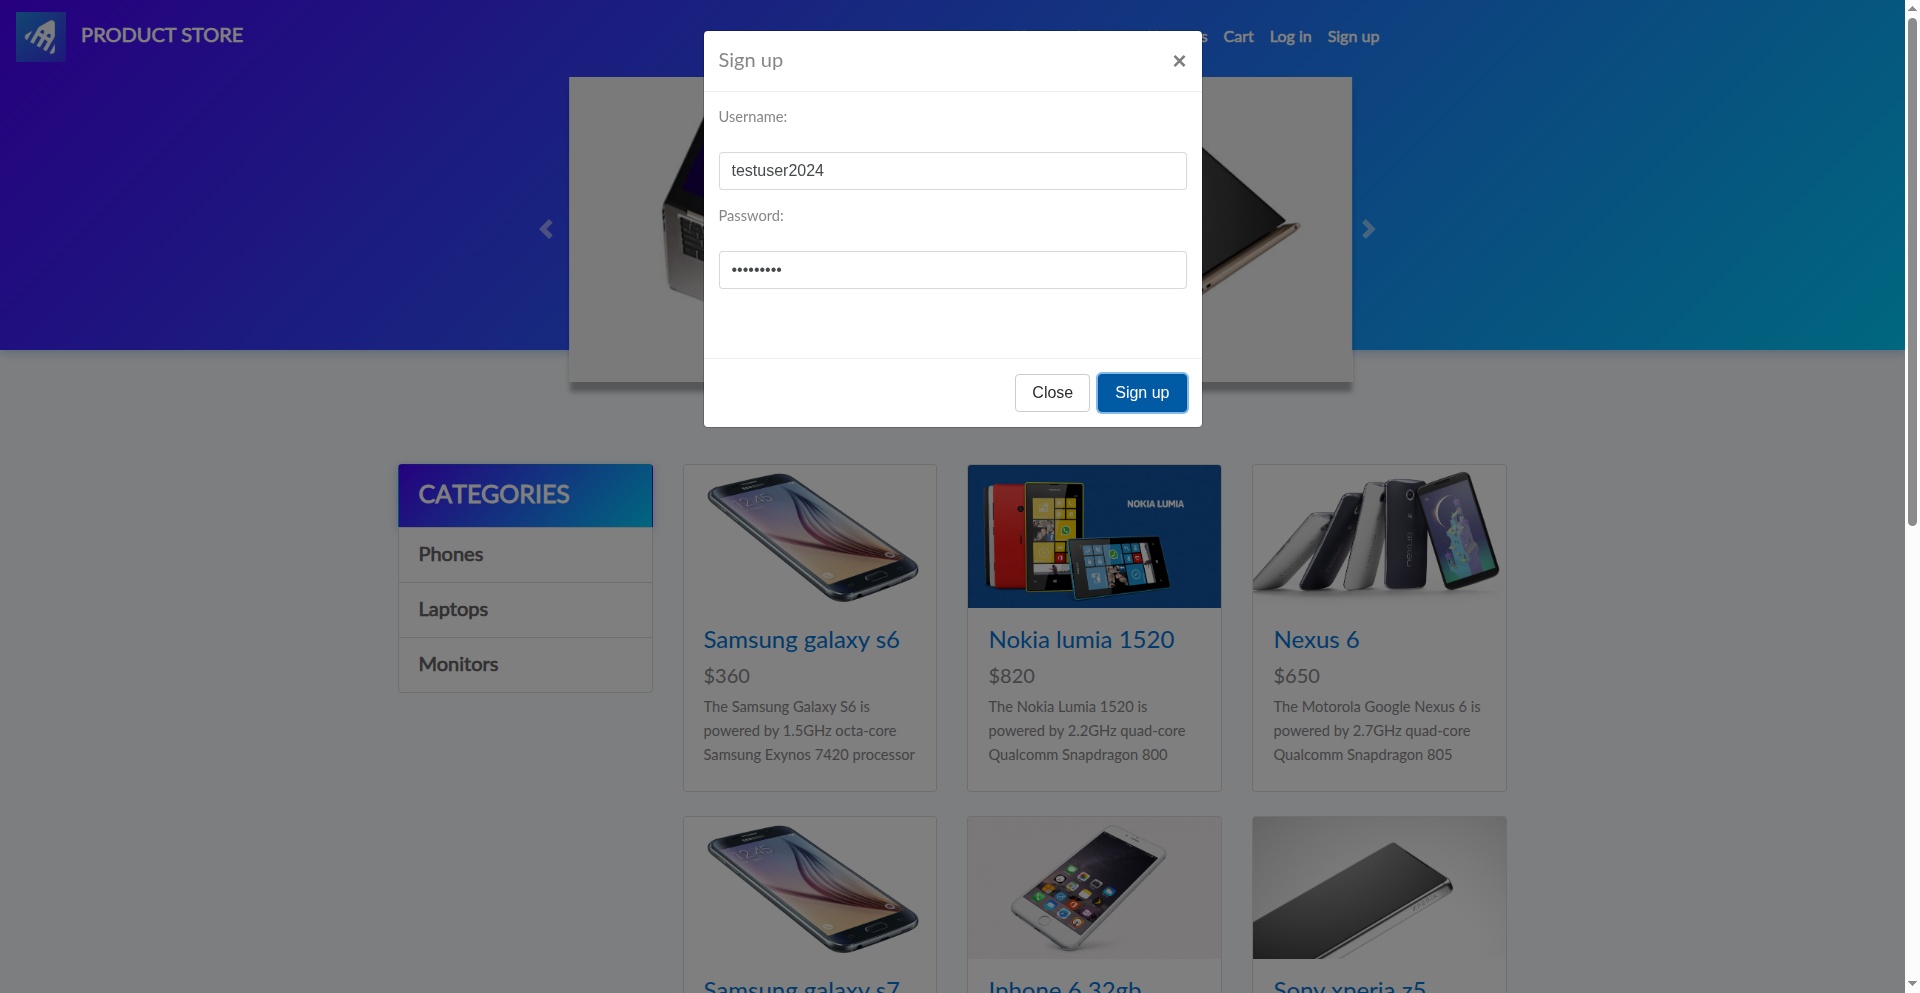 PRODUCT STORE
s Cart Log in Sign up
Sign up
×
Username:
testuser2024
Password:
•••••••••
Close Sign up
CATEGORIES
Phones
Laptops
Monitors
NOKIA LUMIA
Samsung galaxy s6
$360
The Samsung Galaxy S6 is
powered by 1.5GHz octa-core
Samsung Exynos 7420 processor
Nokia lumia 1520
$820
The Nokia Lumia 1520 is
powered by 2.2GHz quad-core
Qualcomm Snapdragon 800
Nexus 6
$650
The Motorola Google Nexus 6 is
powered by 2.7GHz quad-core
Qualcomm Snapdragon 805
Samsung galaxy s7
Iphone 6 32gb
Sony xperia z5